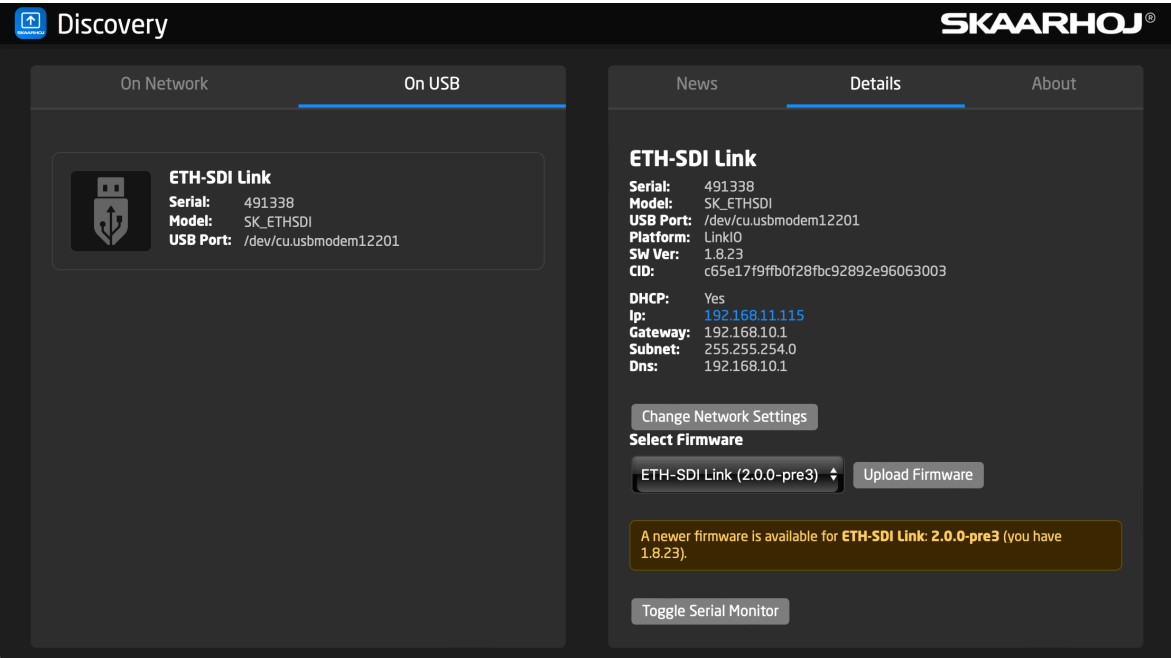 Discovery
SKAARHOJ®
SKAARHOJ
On Network
On USB
ETH-SDI Link
Serial: 491338
Model: SK_ETHSDI
USB Port: /dev/cu.usbmodem12201
News
Details
About
ETH-SDI Link
Serial: 491338
Model: SK_ETHSDI
USB Port: /dev/cu.usbmodem12201
Platform: LinkIO
SW Ver: 1.8.23
CID: c65e17f9ffb0f28fbc92892e96063003
DHCP: Yes
Ip: 192.168.11.115
Gateway: 192.168.10.1
Subnet: 255.255.254.0
Dns: 192.168.10.1
Change Network Settings
Select Firmware
ETH-SDI Link (2.0.0-pre3)
Upload Firmware
A newer firmware is available for ETH-SDI Link: 2.0.0-pre3 (you have
1.8.23).
Toggle Serial Monitor